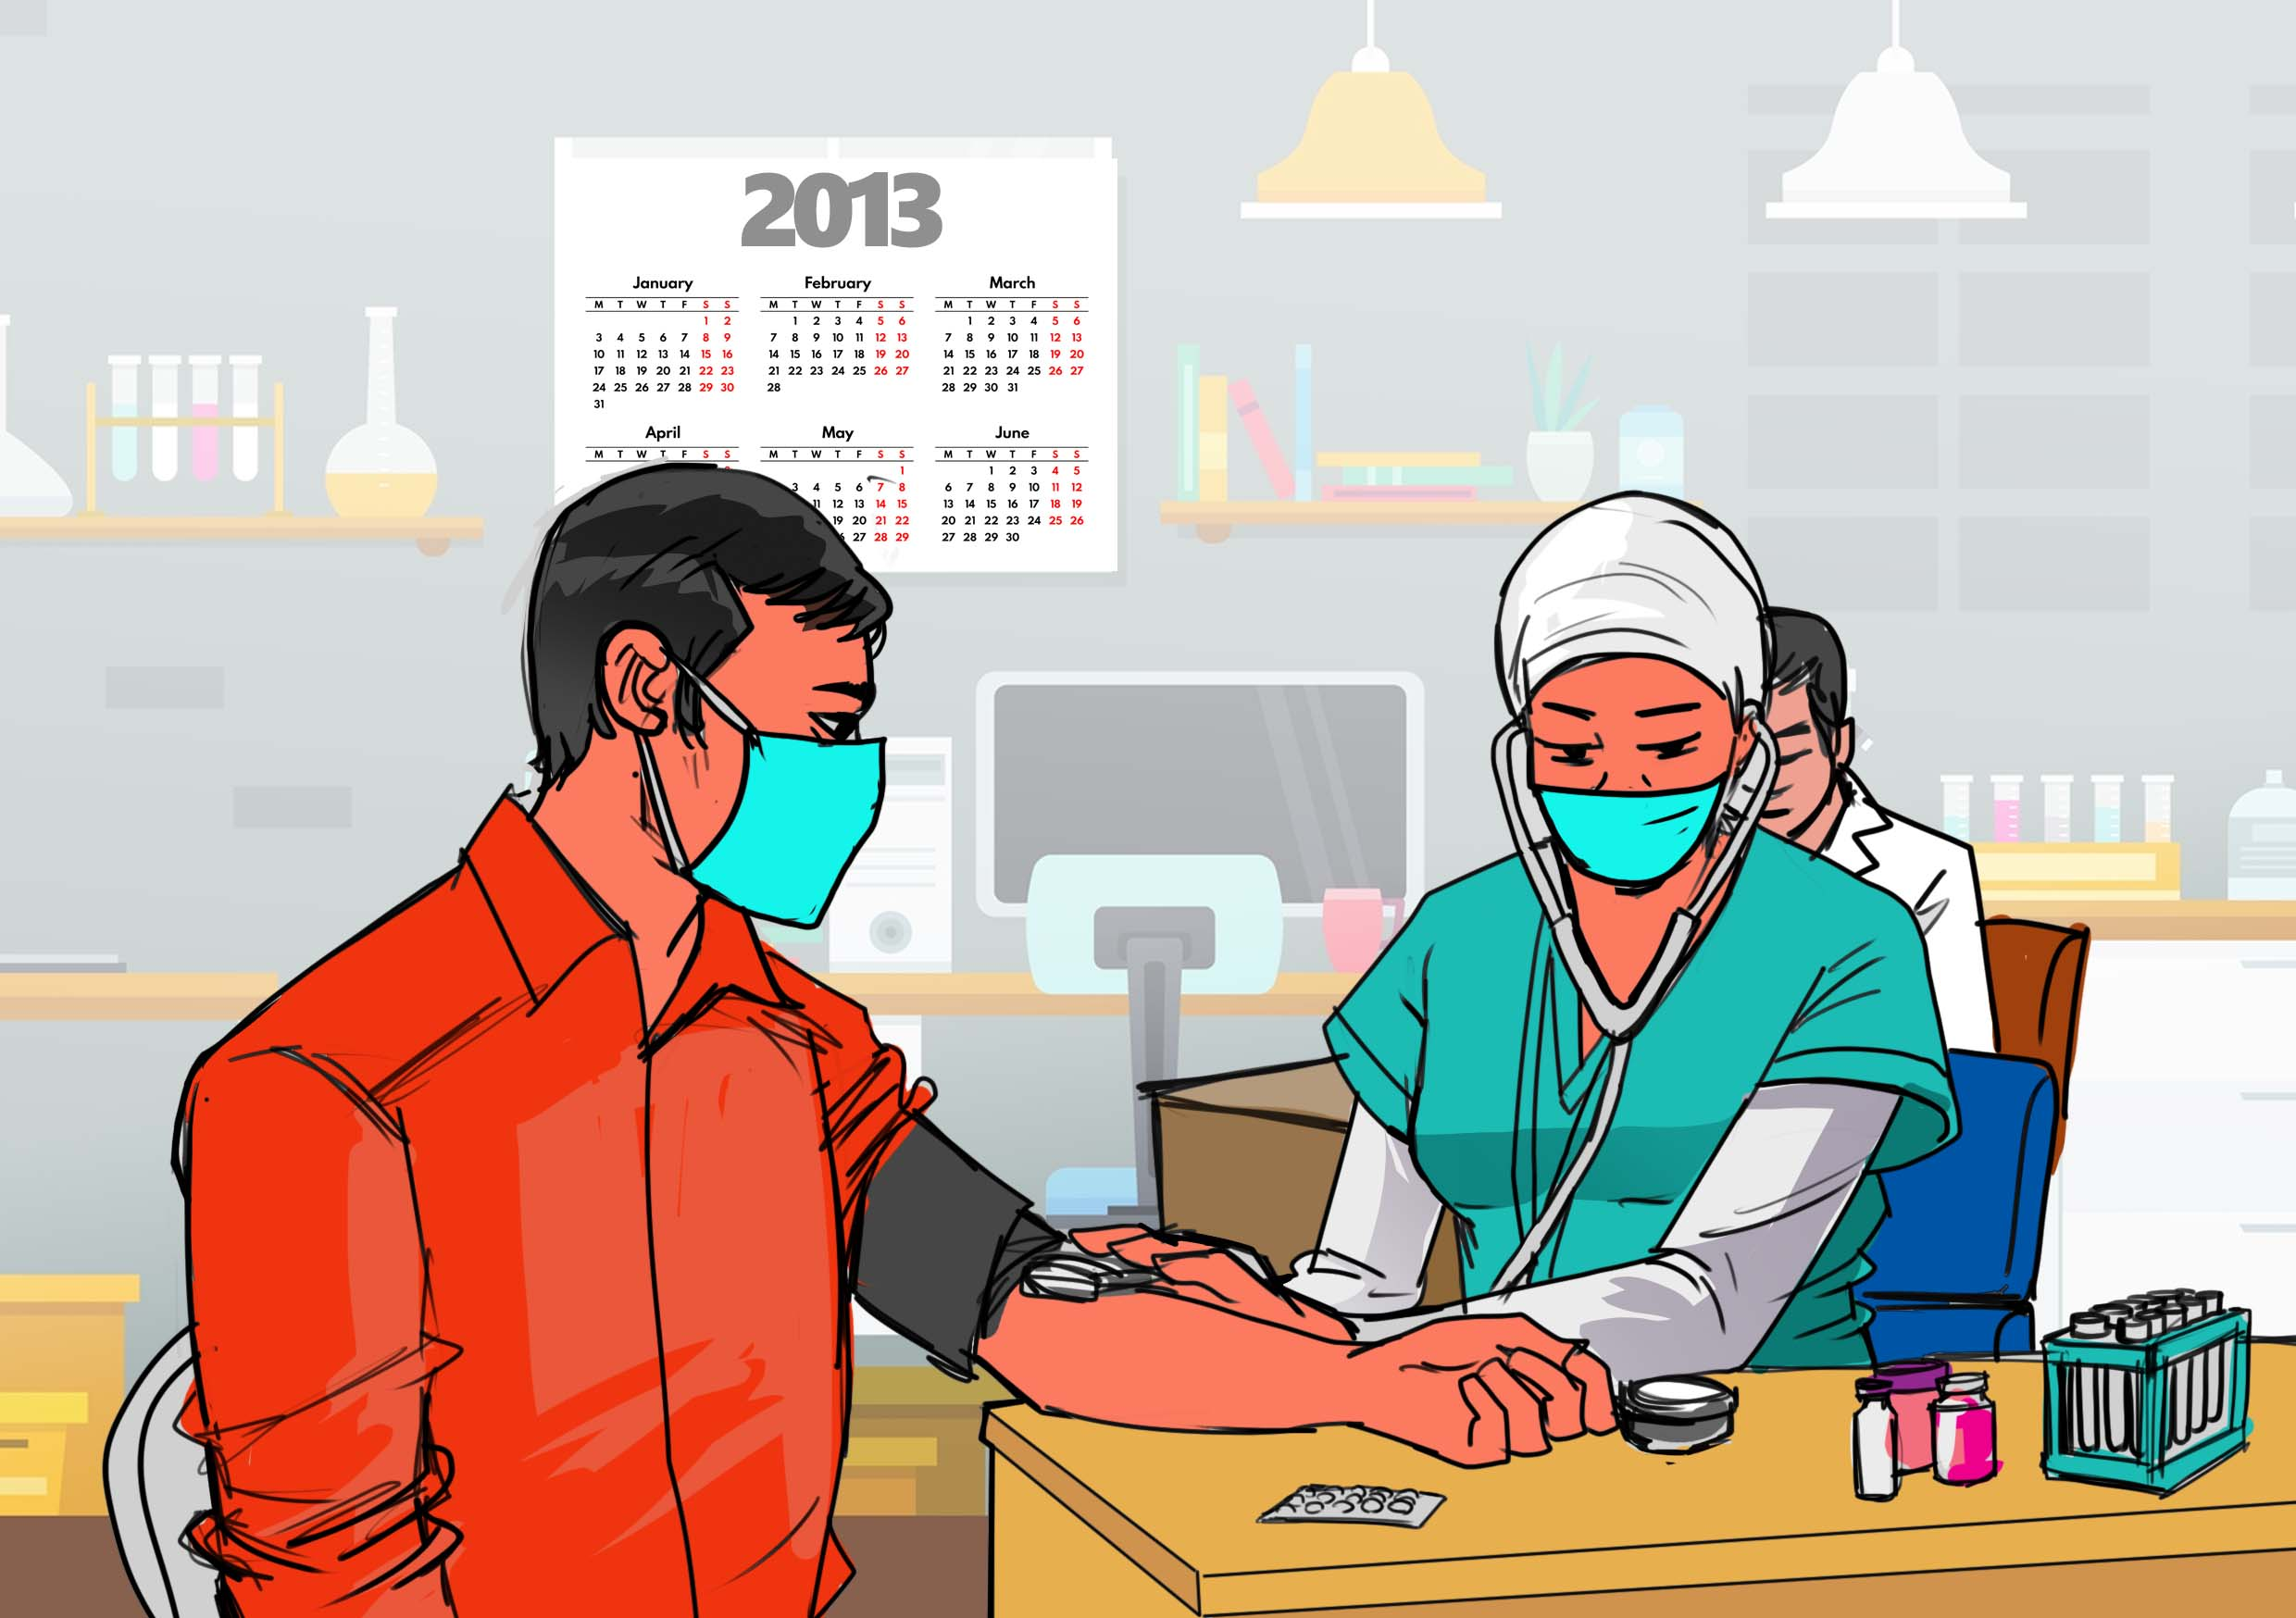 2013
January February March
M T W T F S S M T W T F S S M T W T F S S
1 2 1 2 3 4 5 6 1 2 3 4 5 6
3 4 5 6 7 8 9 7 8 9 10 11 12 13 7 8 9 10 11 12 13
10 11 12 13 14 15 16 14 15 16 17 18 19 20 14 15 16 17 18 19 20
17 18 19 20 21 22 23 21 22 23 24 25 26 27 21 22 23 24 25 26 27
24 25 26 27 28 29 30 28 28 29 30 31
31
April May June
M T W T F S S M T W T F S S M T W T F S S
1 1 2 3 4 5
3 4 5 6 7 8 6 7 8 9 10 11 12
11 12 13 14 15 13 14 15 16 17 18 19
19 20 21 22 20 21 22 23 24 25 26
27 28 29 27 28 29 30